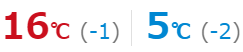 16℃ (-1) 5℃ (-2)